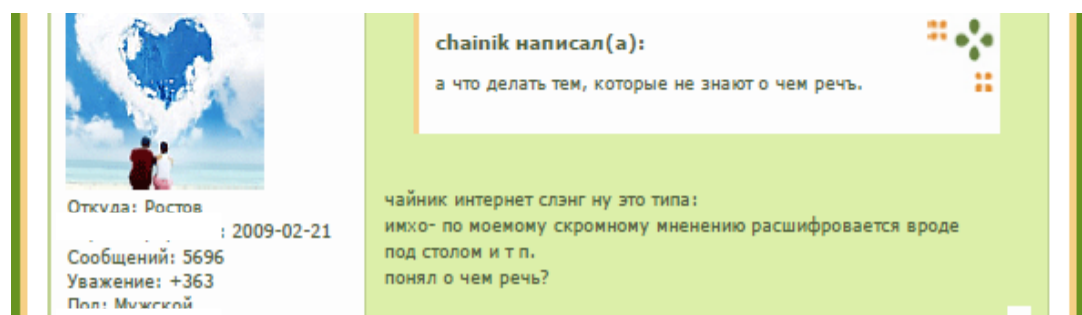 chainik написал(а):
а что делать тем, которые не знают о чем речъ.
чайник интернет слэнг ну это типа:
имхо- по моемому скромному мненению расшифровается вроде
под столом и т п.
понял о чем речь?
Откуда: Ростов
: 2009-02-21
Сообщений: 5696
Уважение: +363
Пол: Мужской